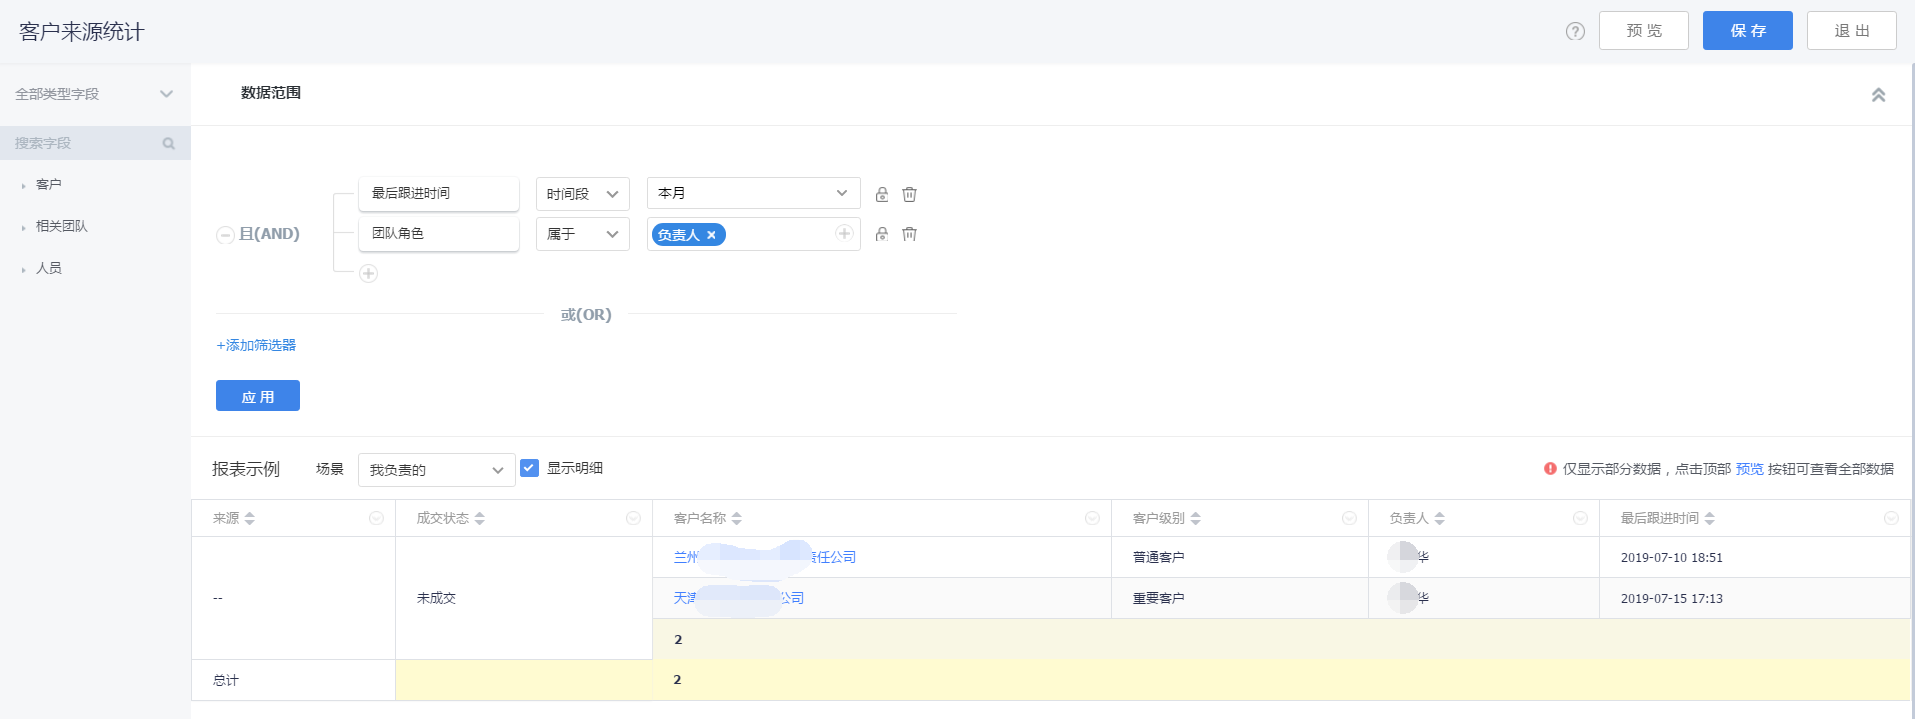 客户来源统计
? 预 览 保 存 退 出
全部类型字段
数据范围
搜索字段
客户
相关团队
人员
最后跟进时间 时间段 本月
且(AND)
团队角色 属于 负责人 ×
或(OR)
+添加筛选器
应 用
报表示例 场景 我负责的 显示明细 仅显示部分数据，点击顶部 预览 按钮可查看全部数据
来源 成交状态 客户名称 客户级别 负责人 最后跟进时间
兰州 责任公司 普通客户 华 2019-07-10 18:51
-- 未成交 天津 公司 重要客户 华 2019-07-15 17:13
2
总计 2